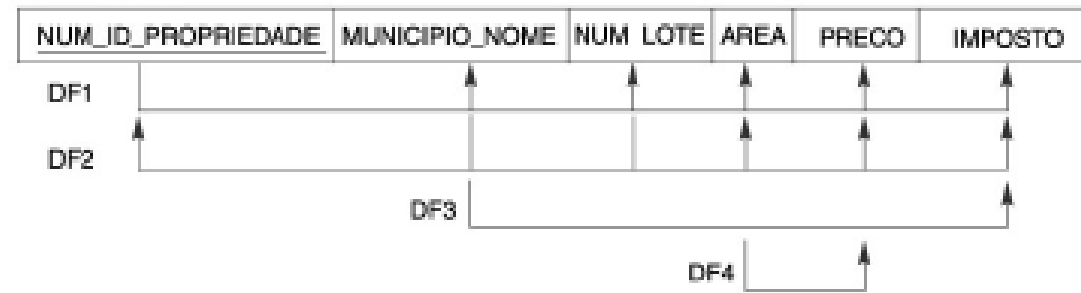 NUM_ID_PROPRIEDADE MUNICIPIO_NOME NUM LOTE AREA PRECO IMPOSTO
DF1
DF2
DF3
DF4